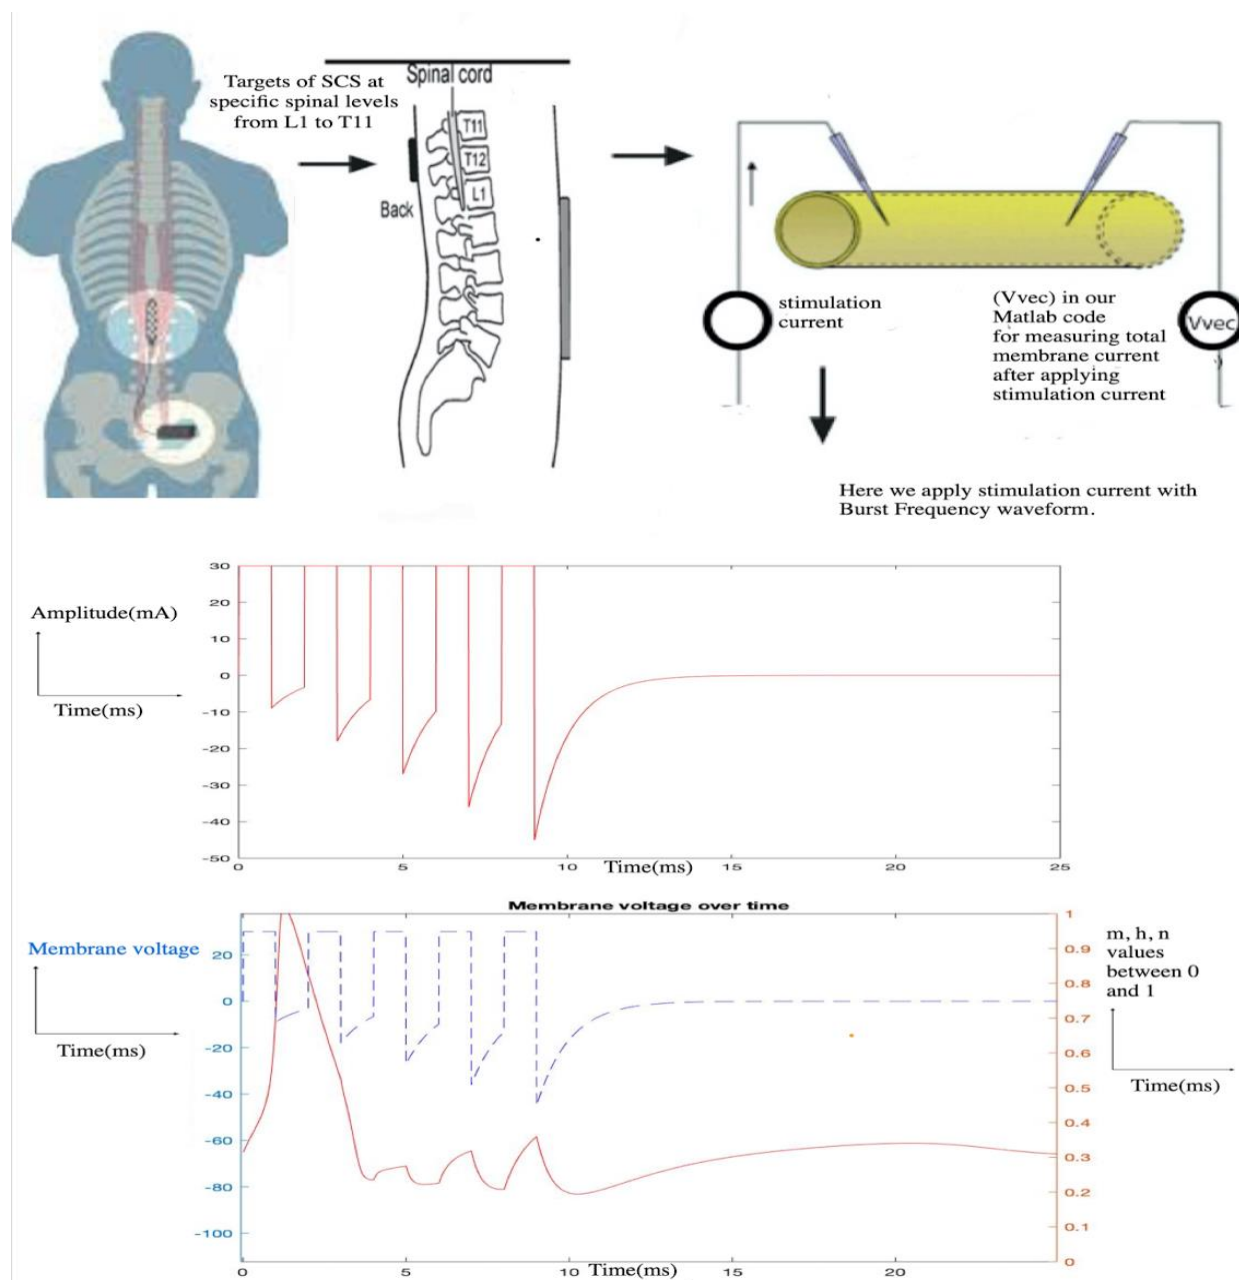 Targets of SCS at
specific spinal levels
from L1 to T11
Spinal cord
T11
T12
L1
Back
stimulation
current
(Vvec) in our
Matlab code
for measuring total
membrane current
after applying
stimulation current
Vvec
Here we apply stimulation current with
Burst Frequency waveform.
Amplitude(mA)
Time(ms)
30
20
10
0
-10
-20
-30
-40
-50
0
5
10
Time(ms)
15
20
25
Membrane voltage over time
Membrane voltage
Time(ms)
20
0
-20
-40
-60
-80
-100
0
5
10
Time(ms)
15
20
1
0.9
0.8
0.7
0.6
0.5
0.4
0.3
0.2
0.1
0
m, h, n
values
between 0
and 1
Time(ms)